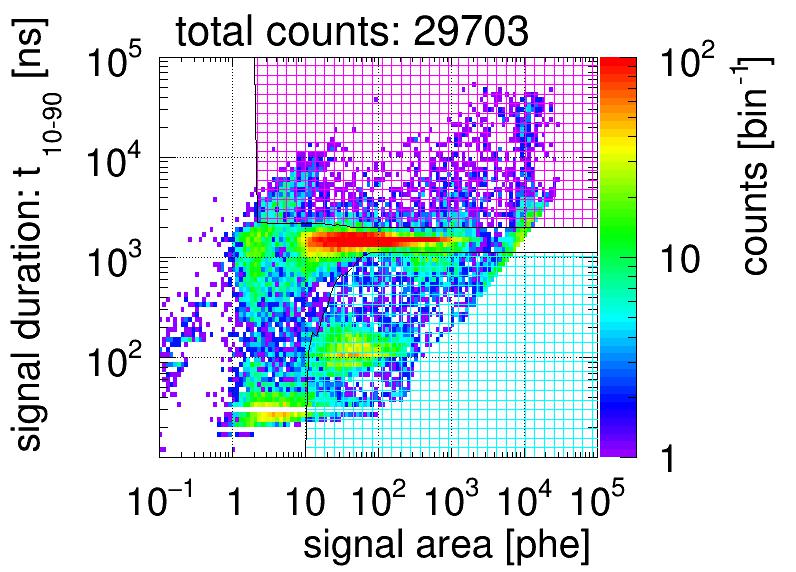 total counts: 29703
signal duration: t 10-90 [ns]
10^5
10^4
10^3
10^2
10^−1 1 10 10^2 10^3 10^4 10^5
signal area [phe]
10^2
10
1
counts [bin^-1]